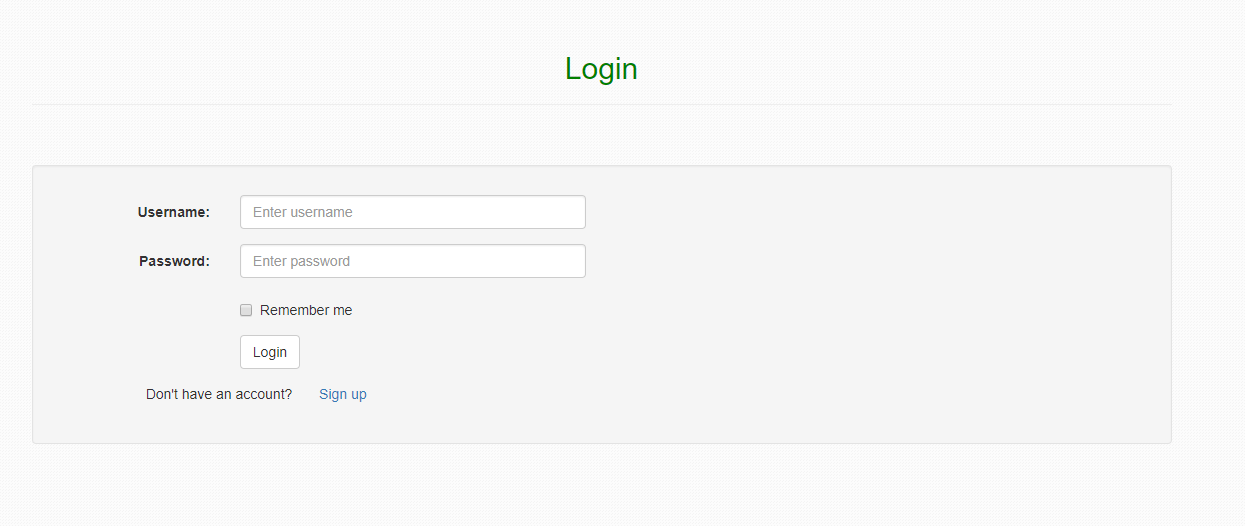 Login
Username: Enter username
Password: Enter password
Remember me
Login
Don't have an account? Sign up